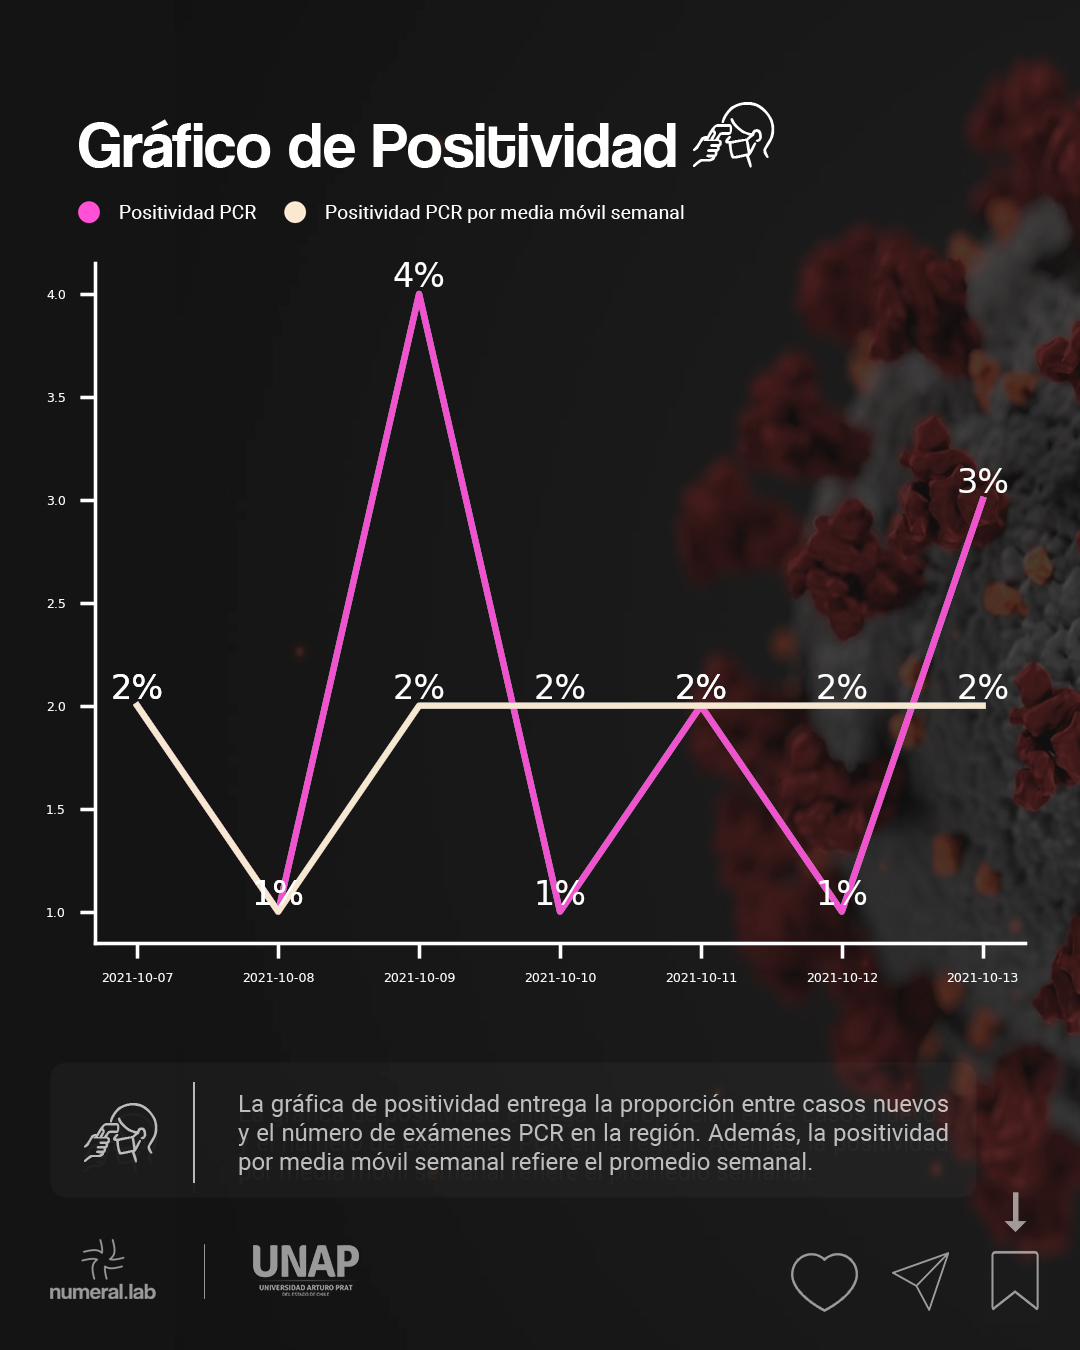 Gráfico de Positividad
Positividad PCR Positividad PCR por media móvil semanal
4%
4.0
3.5
3%
3.0
2.5
2% 2% 2% 2% 2% 2%
2.0
1.5
1% 1% 1%
1.0
2021-10-07 2021-10-08 2021-10-09 2021-10-10 2021-10-11 2021-10-12 2021-10-13
La gráfica de positividad entrega la proporción entre casos nuevos
y el número de exámenes PCR en la región. Además, la positividad
por media móvil semanal refiere el promedio semanal.
numeral.lab
UNAP
UNIVERSIDAD ARTURO PRAT
DEL ESTADO DE CHILE